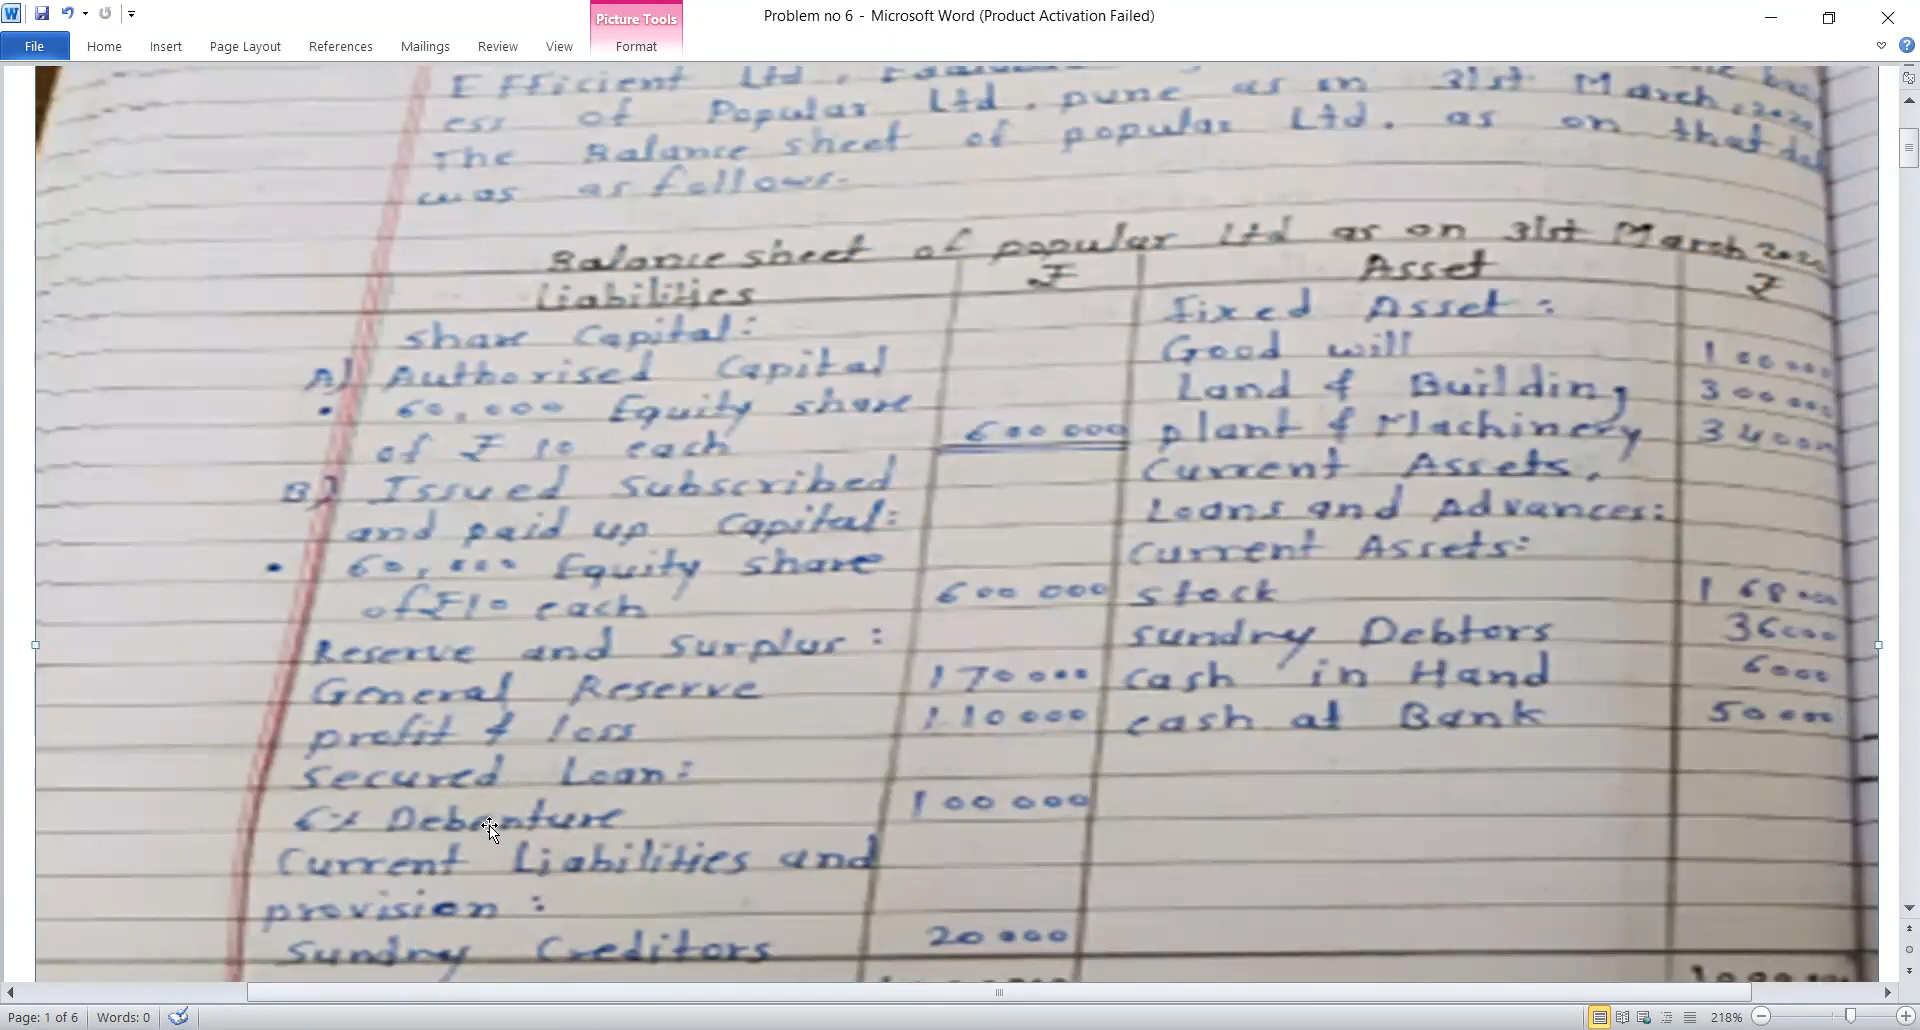 Problem no 6 - Microsoft Word (Product Activation Failed)
Picture Tools
File Home Insert Page Layout References Mailings Review View Format
Efficient Ltd.
ess of Popular Ltd. pune as on 31st March, 2020
The Balance sheet of popular Ltd. as on that
was as follows.
Balance sheet of popular Ltd as on 31st March 2020
Liabilities ₹ Asset ₹
Share Capital: fixed Asset:
A) Authorised Capital Good will 100000
• 60,000 Equity share Land & Building 300000
of ₹ 10 each 600000 plant & Machinery 340000
B) Issued Subscribed Current Assets,
and paid up Capital: Loans and Advances:
• 60,000 Equity share Current Assets:
of ₹10 each 600 000 stock 168000
Reserve and Surplus: sundry Debtors 36000
General Reserve 170000 cash in Hand 6000
profit & loss 110000 cash at Bank 50000
Secured Loan:
6% Debenture 100000
Current Liabilities and
provision:
Sundry Creditors 20000
Page: 1 of 6 Words: 0 218%